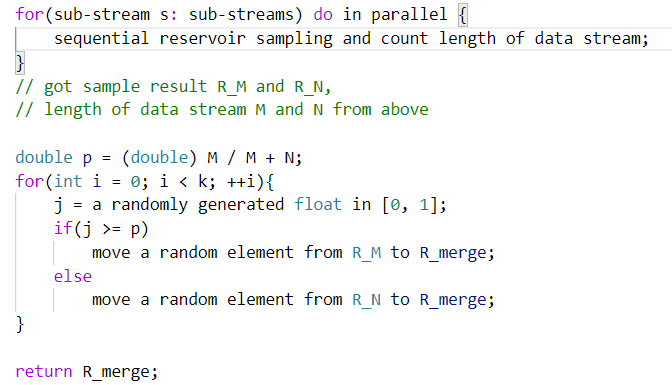 for(sub-stream s: sub-streams) do in parallel {
    sequential reservoir sampling and count length of data stream;
}
// got sample result R_M and R_N,
// length of data stream M and N from above

double p = (double) M / M + N;
for(int i = 0; i < k; ++i){
    j = a randomly generated float in [0, 1];
    if(j >= p)
        move a random element from R_M to R_merge;
    else
        move a random element from R_N to R_merge;
}

return R_merge;